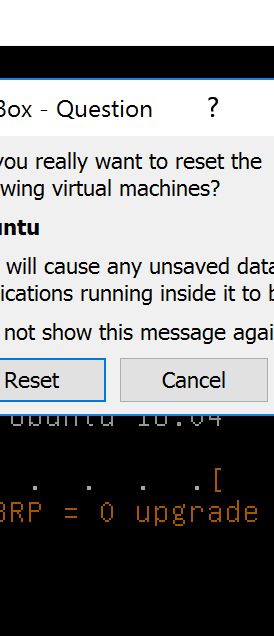 Box - Question ?
you really want to reset the
wing virtual machines?
untu
will cause any unsaved data
ications running inside it to b
not show this message agai
Reset Cancel
Ubuntu 18.04
. . . . [
BRP = 0 upgrade